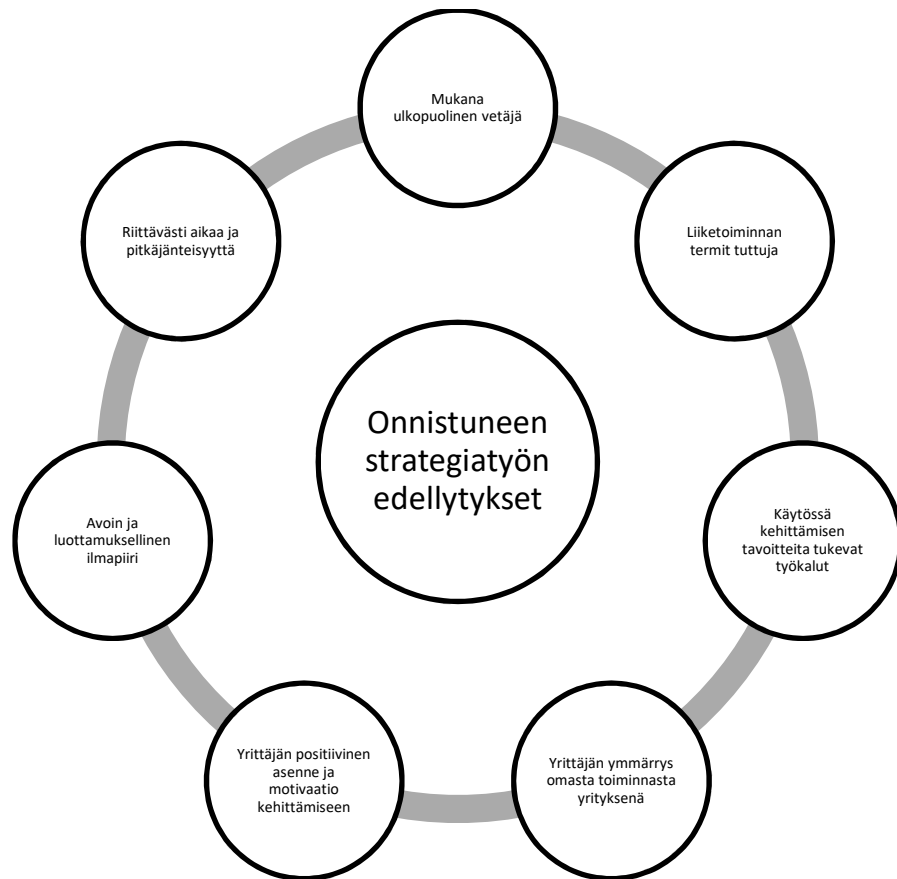 Mukana
ulkopuolinen vetäjä
Liiketoiminnan
termit tuttuja
Käytössä
kehittämisen
tavoitteita tukevat
työkalut
Yrittäjän ymmärrys
omasta toiminnasta
yrityksenä
Yrittäjän positiivinen
asenne ja
motivaatio
kehittämiseen
Avoin ja
luottamuksellinen
ilmapiiri
Riittävästi aikaa ja
pitkäjänteisyyttä
Onnistuneen
strategiatyön
edellytykset